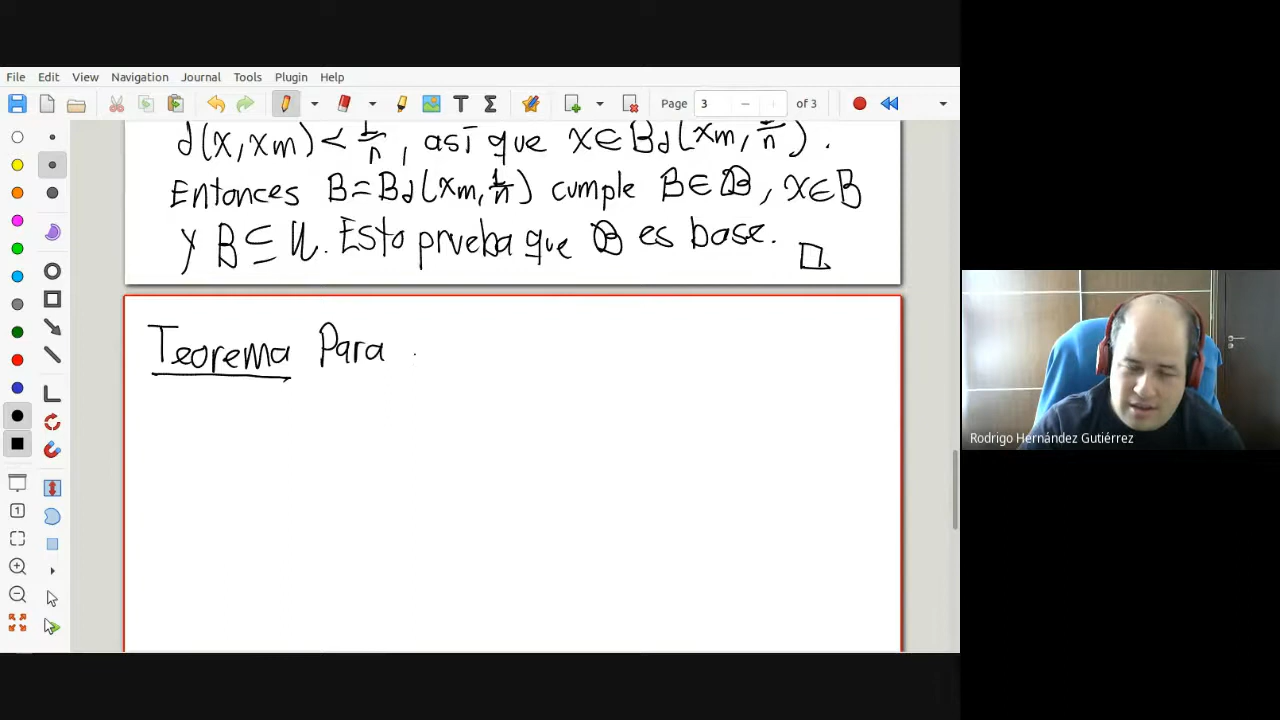 File Edit View Navigation Journal Tools Plugin Help
Page 3 of 3
d(x, xm) < 1/n, así que x ∈ Bd(xm, 1/n).
Entonces B = Bd(xm, 1/n) cumple B ∈ 𝔹, x ∈ B
y B ⊆ U. Esto prueba que 𝔹 es base. □
Teorema Para
Rodrigo Hernández Gutiérrez